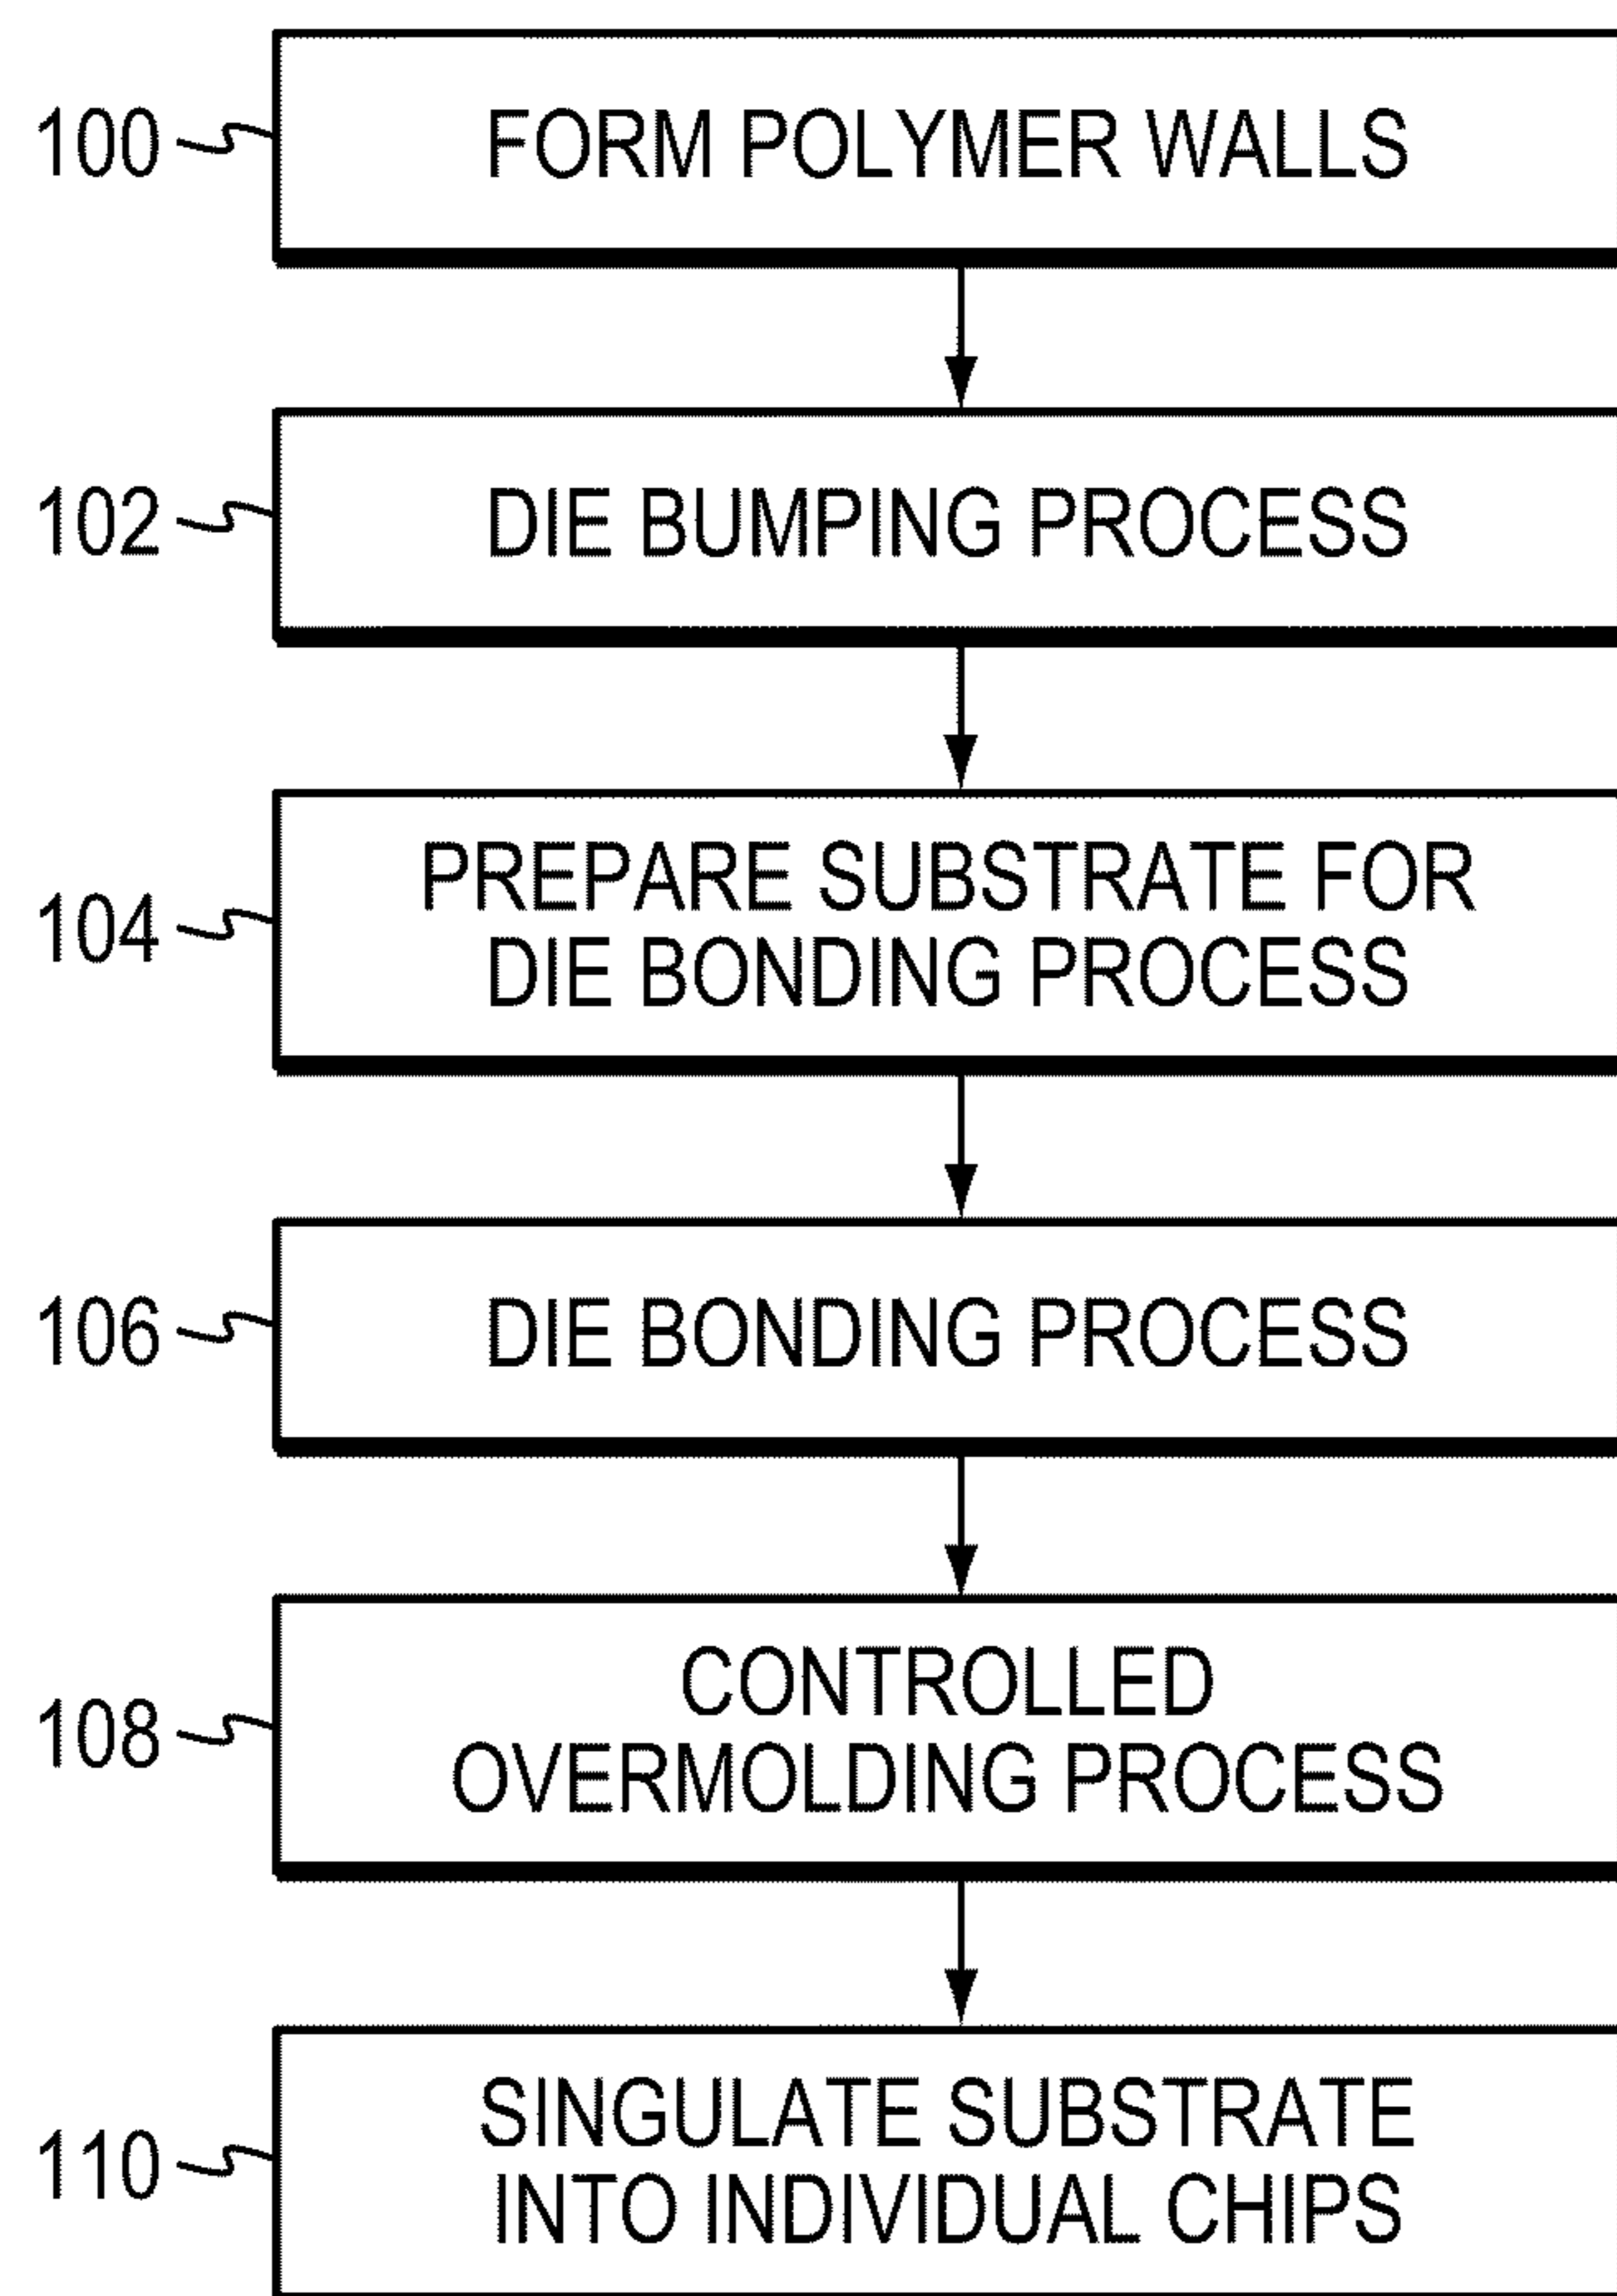 100 FORM POLYMER WALLS
102 DIE BUMPING PROCESS
PREPARE SUBSTRATE FOR
104
DIE BONDING PROCESS
106 DIE BONDING PROCESS
CONTROLLED
108
OVERMOLDING PROCESS
SINGULATE SUBSTRATE
110
INTO INDIVIDUAL CHIPS